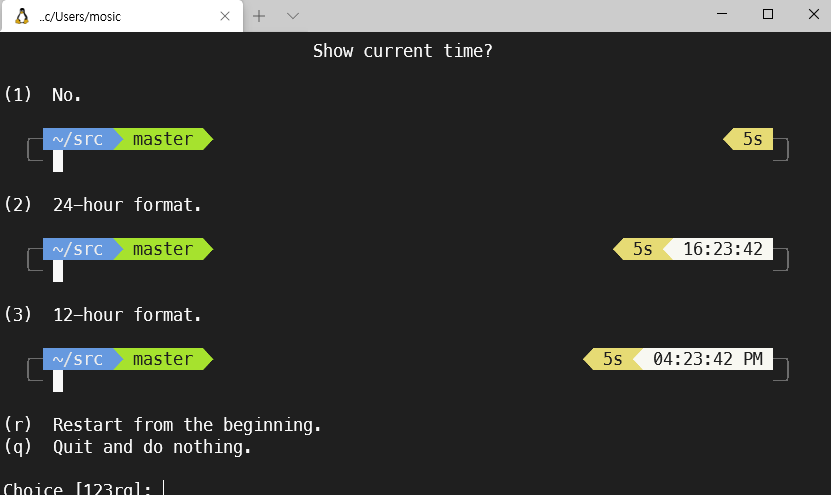 ..c/Users/mosic
Show current time?
(1) No.
~/src master 5s
(2) 24-hour format.
~/src master 5s 16:23:42
(3) 12-hour format.
~/src master 5s 04:23:42 PM
(r) Restart from the beginning.
(q) Quit and do nothing.
Choice [123rq]: